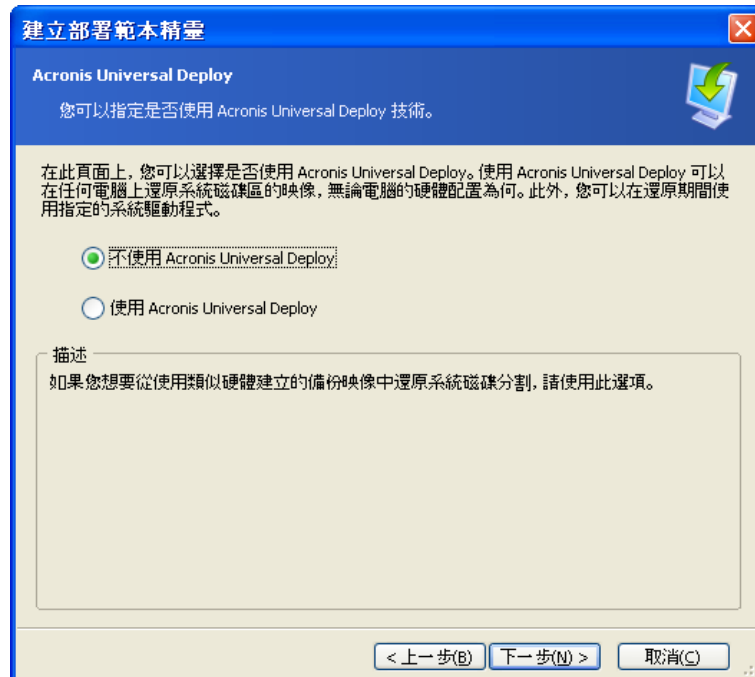 建立部署範本精靈
Acronis Universal Deploy
您可以指定是否使用 Acronis Universal Deploy 技術。
在此頁面上，您可以選擇是否使用 Acronis Universal Deploy。使用 Acronis Universal Deploy 可以
在任何電腦上還原系統磁碟區的映像，無論電腦的硬體配置為何。此外，您可以在還原期間使
用指定的系統驅動程式。
不使用 Acronis Universal Deploy
使用 Acronis Universal Deploy
描述
如果您想要從使用類似硬體建立的備份映像中還原系統磁碟分割，請使用此選項。
< 上一步(B)
下一步(N) >
取消(C)